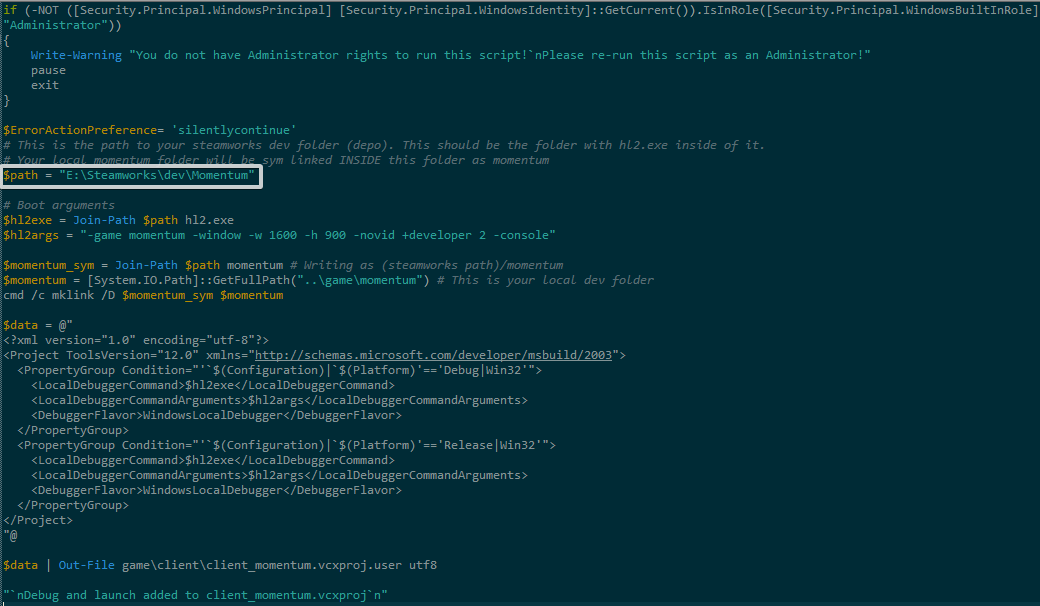 if (-NOT ([Security.Principal.WindowsPrincipal] [Security.Principal.WindowsIdentity]::GetCurrent()).IsInRole([Security.Principal.WindowsBuiltInRole]
"Administrator"))
{
    Write-Warning "You do not have Administrator rights to run this script!`nPlease re-run this script as an Administrator!"
    pause
    exit
}

$ErrorActionPreference= 'silentlycontinue'
# This is the path to your steamworks dev folder (depo). This should be the folder with hl2.exe inside of it.
# Your local momentum folder will be sym linked INSIDE this folder as momentum
$path = "E:\Steamworks\dev\Momentum"

# Boot arguments
$hl2exe = Join-Path $path hl2.exe
$hl2args = "-game momentum -window -w 1600 -h 900 -novid +developer 2 -console"

$momentum_sym = Join-Path $path momentum # Writing as (steamworks path)/momentum
$momentum = [System.IO.Path]::GetFullPath("..\game\momentum") # This is your local dev folder
cmd /c mklink /D $momentum_sym $momentum

$data = @"
<?xml version="1.0" encoding="utf-8"?>
<Project ToolsVersion="12.0" xmlns="http://schemas.microsoft.com/developer/msbuild/2003">
  <PropertyGroup Condition="'`$(Configuration)|`$(Platform)'=='Debug|Win32'">
    <LocalDebuggerCommand>$hl2exe</LocalDebuggerCommand>
    <LocalDebuggerCommandArguments>$hl2args</LocalDebuggerCommandArguments>
    <DebuggerFlavor>WindowsLocalDebugger</DebuggerFlavor>
  </PropertyGroup>
  <PropertyGroup Condition="'`$(Configuration)|`$(Platform)'=='Release|Win32'">
    <LocalDebuggerCommand>$hl2exe</LocalDebuggerCommand>
    <LocalDebuggerCommandArguments>$hl2args</LocalDebuggerCommandArguments>
    <DebuggerFlavor>WindowsLocalDebugger</DebuggerFlavor>
  </PropertyGroup>
</Project>
"@

$data | Out-File game\client\client_momentum.vcxproj.user utf8

"`nDebug and launch added to client_momentum.vcxproj`n"